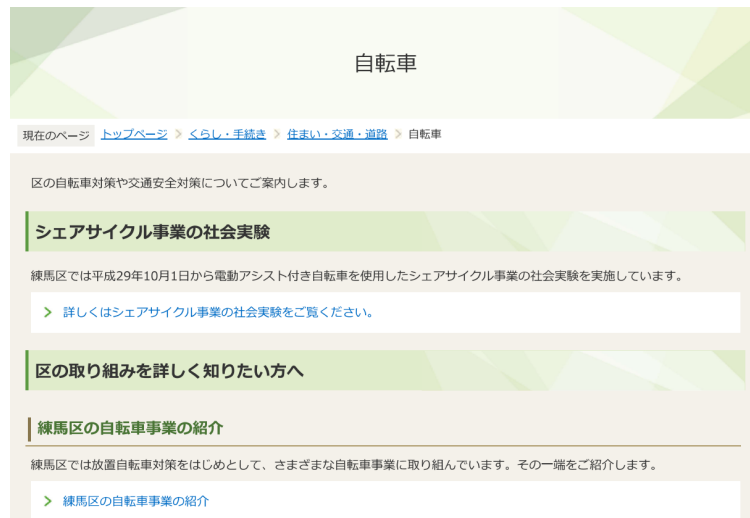 自転車
現在のページ トップページ > くらし・手続き > 住まい・交通・道路 > 自転車
区の自転車対策や交通安全対策についてご案内します。
シェアサイクル事業の社会実験
練馬区では平成29年10月1日から電動アシスト付き自転車を使用したシェアサイクル事業の社会実験を実施しています。
> 詳しくはシェアサイクル事業の社会実験をご覧ください。
区の取り組みを詳しく知りたい方へ
練馬区の自転車事業の紹介
練馬区では放置自転車対策をはじめとして、さまざまな自転車事業に取り組んでいます。その一端をご紹介します。
> 練馬区の自転車事業の紹介